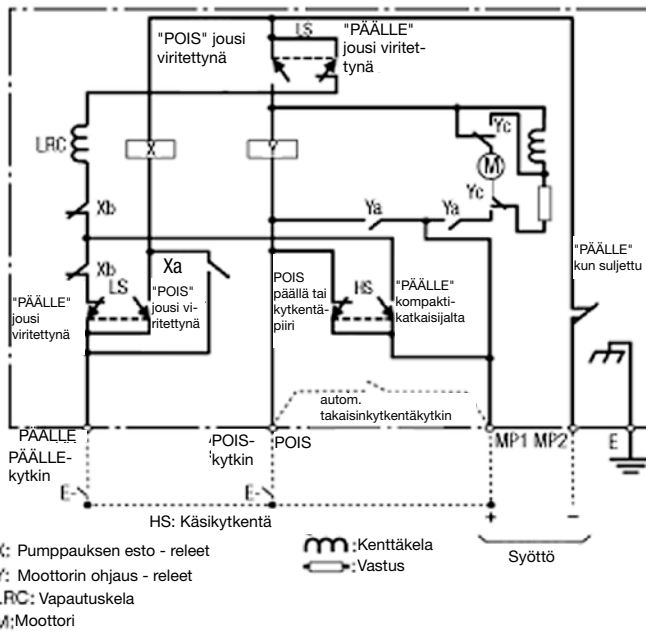 "POIS" jousi
viritettynä
LS
"PÄÄLLE"
jousi viritet-
tynä
LRC
X
Y
Yc
M
Yc
Xb
Ya
Ya
Xb
LS
Xa
"PÄÄLLE"
jousi
viritettynä
"POIS"
jousi vi-
ritettynä
POIS
päällä tai
kytkentä-
piiri
HS
"PÄÄLLE"
kompakti-
katkaisijalta
"PÄÄLLE"
kun suljettu
autom.
takaisinkytkentäkytkin
PÄÄLLE
PÄÄLLE-
kytkin
POIS-
kytkin
POIS
MP1 MP2
E
E-
E-
HS: Käsikytkentä
+
−
Syöttö
X: Pumppauksen esto - releet
Y: Moottorin ohjaus - releet
LRC: Vapautuskela
M:Moottori
:Kenttäkela
:Vastus